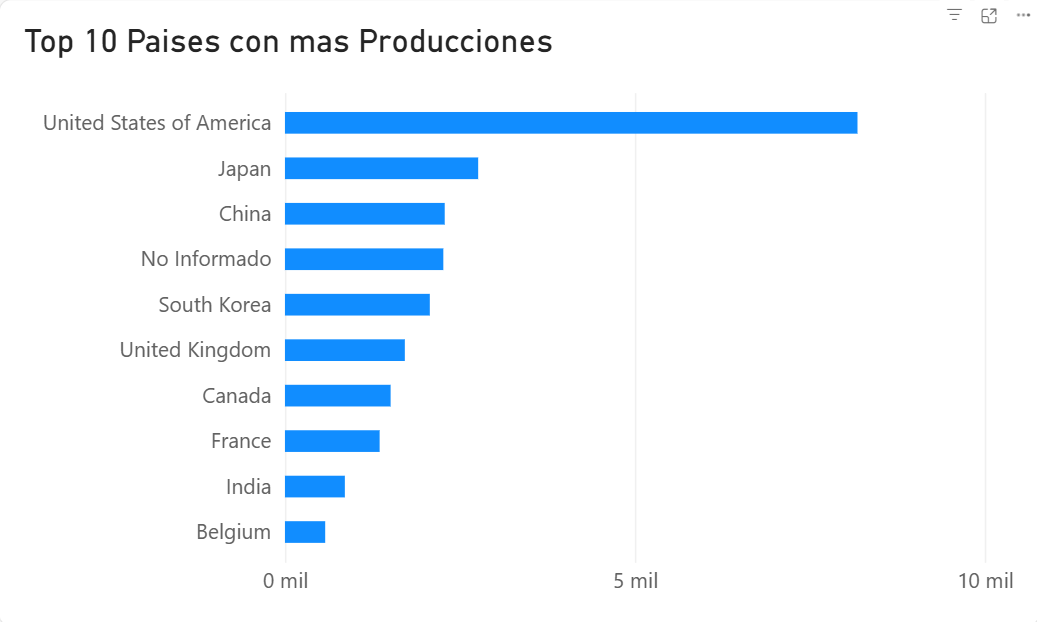 Top 10 Paises con mas Producciones
United States of America
Japan
China
No Informado
South Korea
United Kingdom
Canada
France
India
Belgium
0 mil 5 mil 10 mil